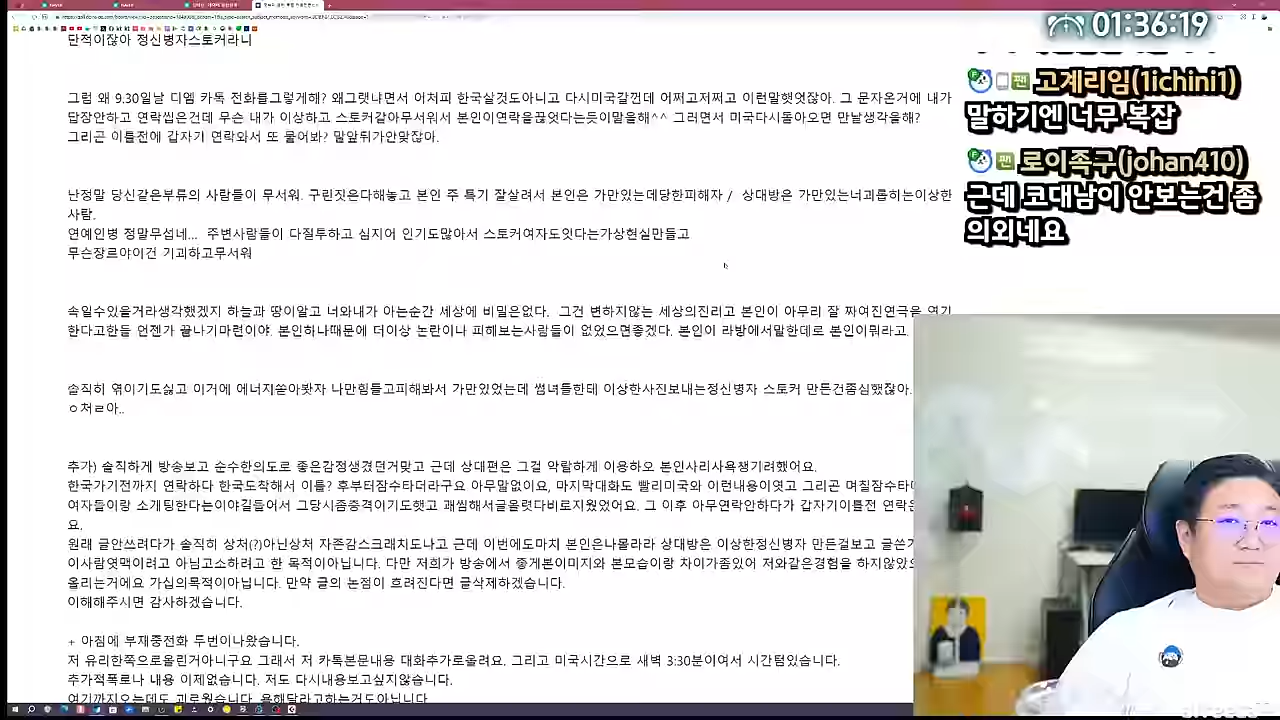 단적이잖아 정신병자스토커라니
01:36:19
그럼 왜 9.30일날 디엠 카톡 전화를그렇게해? 왜그랫냐면서 어처피 한국살것도아니고 다시미국갈껀데 어쩌고저쩌고 이런말햇엇잖아. 그 문자온거에 내가
답장안하고 연락씹은건데 무슨 내가 이상하고 스토커같아무서워서 본인이연락을끊엇다는듯이말을해^^ 그러면서 미국다시돌아오면 만날생각을해?
그리곤 이틀전에 갑자기 연락와서 또 물어봐? 말앞뒤가안맞잖아.
고계리임(1ichini1)
말하기엔 너무 복잡
로이족구(johan410)
근데 코대남이 안보는건 좀
의외네요
난정말 당신같은부류의 사람들이 무서워. 구린짓은다해놓고 본인 주 특기 잘살려서 본인은 가만있는데당한피해자 / 상대방은 가만있는너괴롭히는이상한
사람.
연예인병 정말무섭네... 주변사람들이 다질투하고 심지어 인기도많아서 스토커여자도잇다는가상현실만들고
무슨장르야이건 기괴하고무서워
속일수있을거라생각했겠지 하늘과 땅이알고 너와내가 아는순간 세상에 비밀은없다. 그건 변하지않는 세상의진리고 본인이 아무리 잘 짜여진연극을 연기
한다고한들 언젠가 끝나기마련이야. 본인하나때문에 더이상 논란이나 피해보는사람들이 없었으면좋겠다. 본인이 라방에서말한데로 본인이뭐라고.
솔직히 엮이기도싫고 이거에 에너지쏟아봣자 나만힘들고피해봐서 가만있었는데 썸녀들한테 이상한사진보내는정신병자 스토커 만든건좀심했잖아.
ㅇ처ㄹ아..
추가) 솔직하게 방송보고 순수한의도로 좋은감정생겼던거맞고 근데 상대편은 그걸 악랄하게 이용하오 본인사리사욕챙기려했어요.
한국가기전까지 연락하다 한국도착해서 이틀? 후부터잠수타더라구요 아무말없이요, 마지막대화도 빨리미국와 이런내용이엇고 그리곤 며칠잠수타
여자들이랑 소개팅한다는이야길들어서 그당시좀충격이기도햇고 괘씸해서글올렷다비로지웠었어요. 그 이후 아무연락안하다가 갑자기이틀전 연락
요.
원래 글안쓰려다가 솔직히 상처(?)아닌상처 자존감스크래치도나고 근데 이번에도마치 본인은나몰라라 상대방은 이상한정신병자 만든걸보고 글쓴
이사람엿맥이려고 아님고소하려고 한 목적이아닙니다. 다만 저희가 방송에서 좋게본이미지와 본모습이랑 차이가좀있어 저와같은경험을 하지않았
올리는거에요 가십의목적이아닙니다. 만약 글의 논점이 흐려진다면 글삭제하겠습니다.
이해해주시면 감사하겠습니다.
+ 아침에 부재중전화 두번이나왔습니다.
저 유리한쪽으로올린거아니구요 그래서 저 카톡본문내용 대화추가로올려요. 그리고 미국시간으로 새벽 3:30분이여서 시간텀있습니다.
추가적폭로나 내용 이제없습니다. 저도 다시내용보고싶지않습니다.
여기까지오는데도 괴로웠습니다 욕해달라고하는거도아닙니다